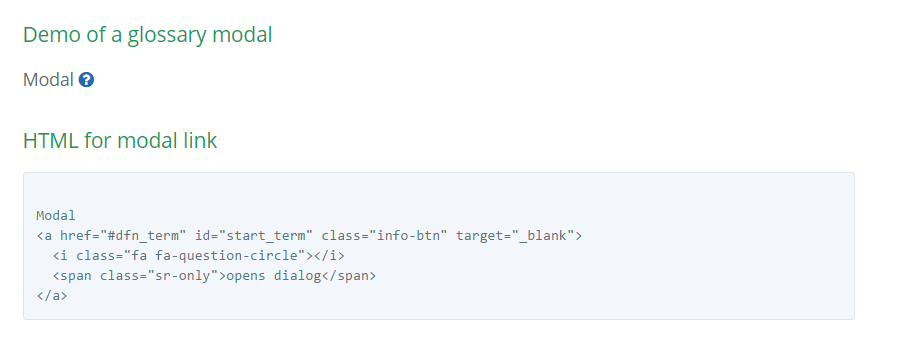 Demo of a glossary modal
Modal ?
HTML for modal link
Modal
<a href="#dfn_term" id="start_term" class="info-btn" target="_blank">
  <i class="fa fa-question-circle"></i>
  <span class="sr-only">opens dialog</span>
</a>